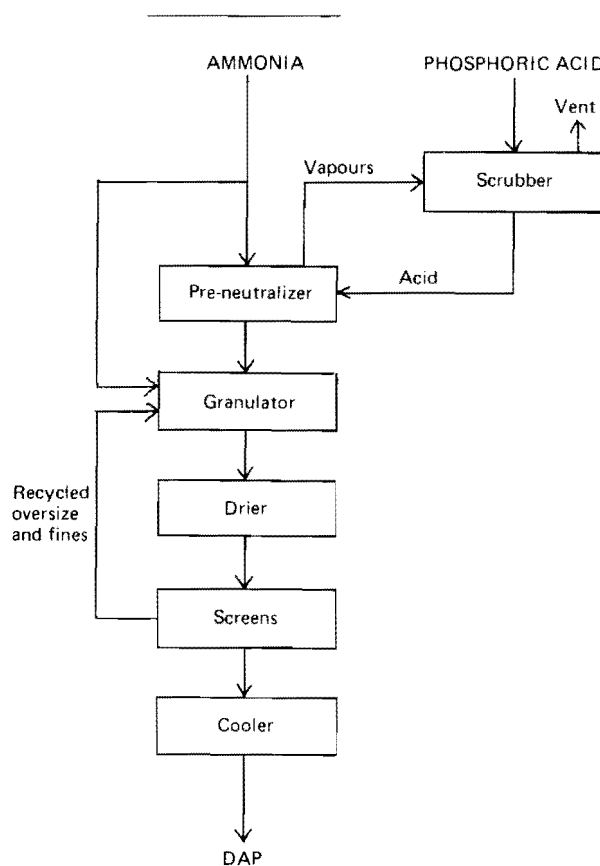 AMMONIA
PHOSPHORIC ACID
Vent
Vapours
Scrubber
Acid
Pre-neutralizer
Granulator
Recycled
oversize
and fines
Drier
Screens
Cooler
DAP